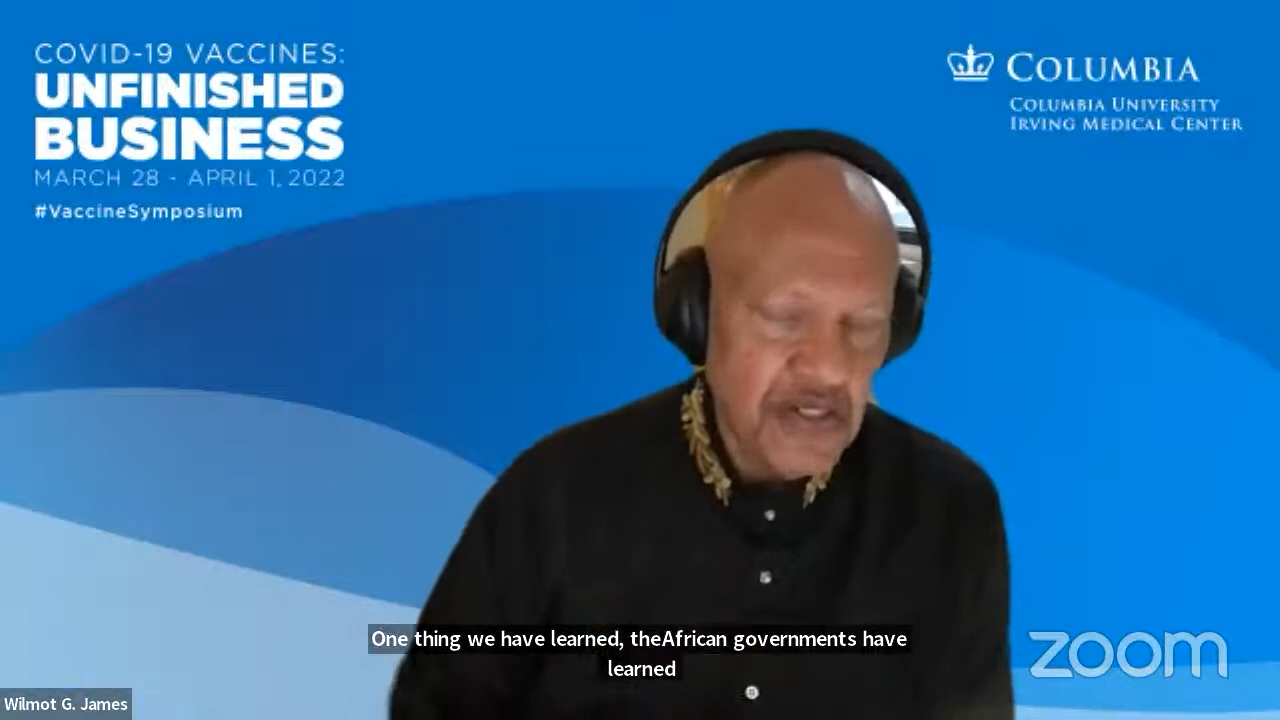 COVID-19 VACCINES:
UNFINISHED
BUSINESS
MARCH 28 - APRIL 1, 2022
#VaccineSymposium
COLUMBIA
COLUMBIA UNIVERSITY
IRVING MEDICAL CENTER
One thing we have learned, theAfrican governments have
learned
zoom
Wilmot G. James